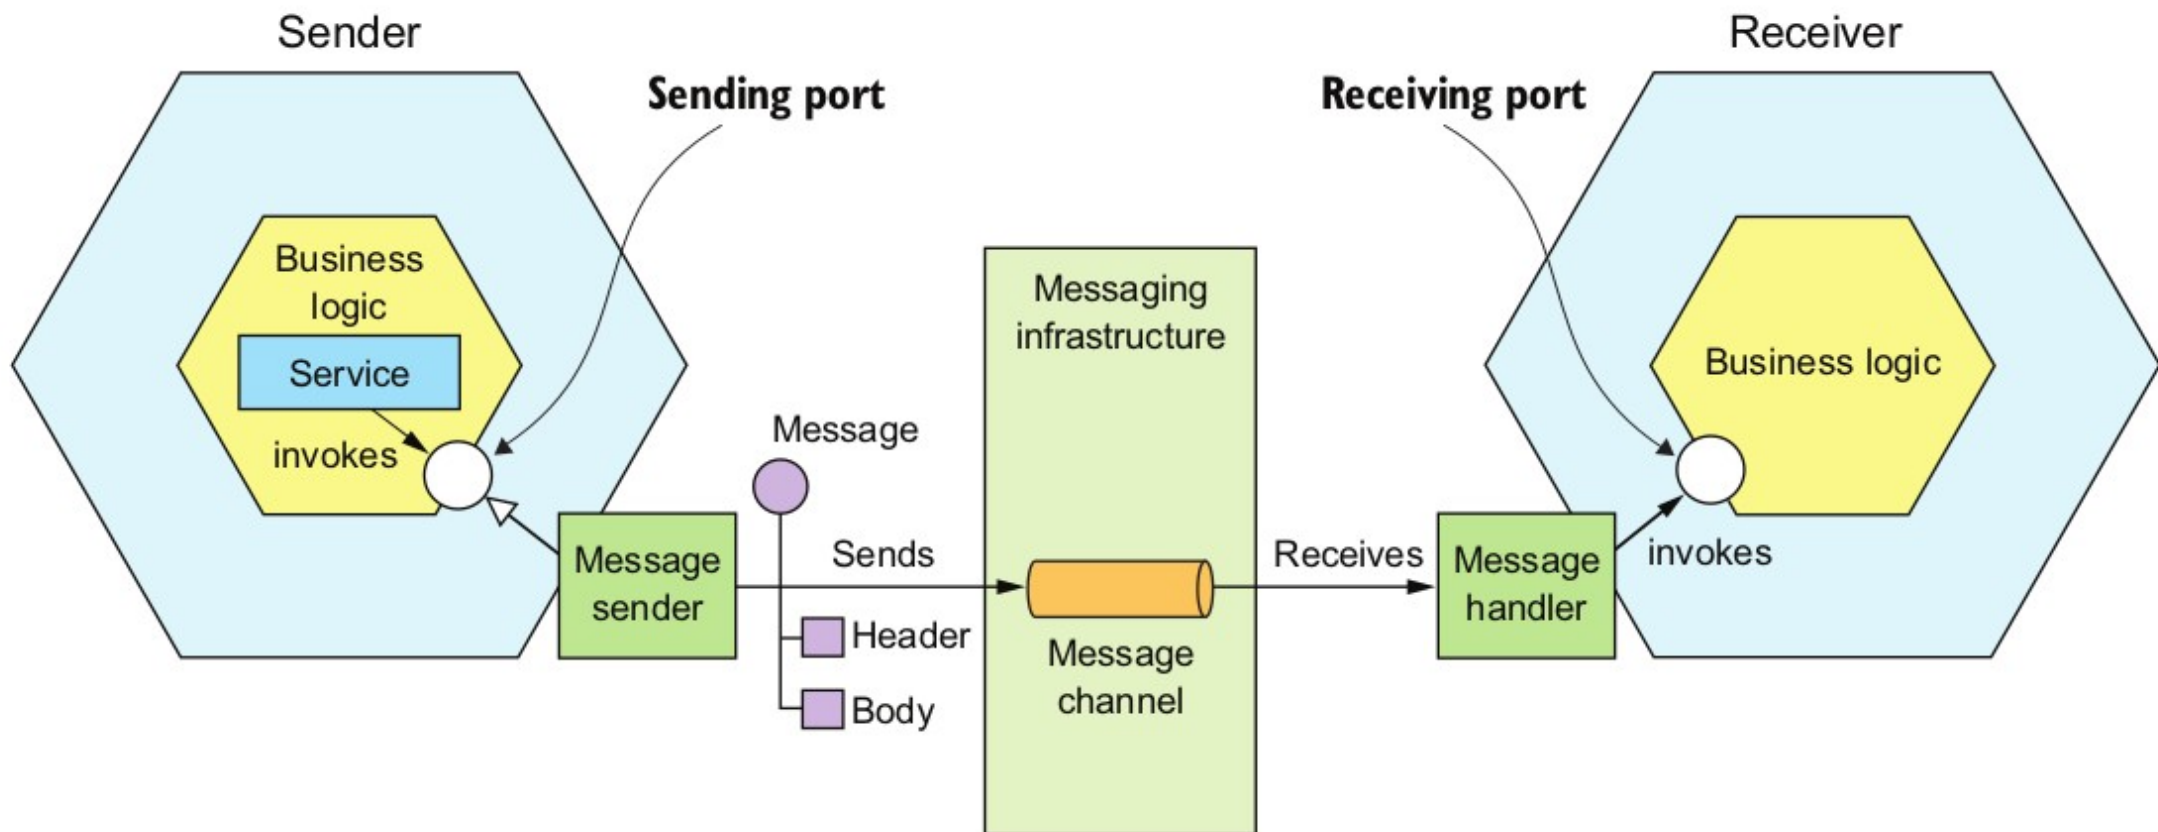 Sender
Receiver
Sending port
Receiving port
Business
logic
Service
invokes
Message
sender
Message
Sends
Header
Body
Messaging
infrastructure
Message
channel
Receives
Message
handler
invokes
Business logic